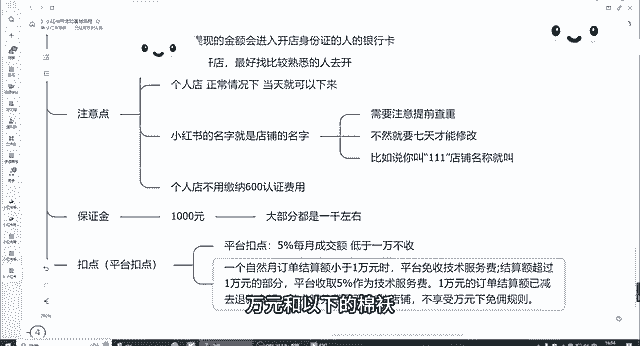 现的金额会进入开店身份证的人的银行卡
开店，最好找比较熟悉的人去开
个人店 正常情况下 当天就可以下来
注意点
小红书的名字就是店铺的名字
需要注意提前查重
不然就要七天才能修改
比如说你叫“111”店铺名称就叫
个人店不用缴纳600认证费用
保证金
1000元
大部分都是一千左右
扣点（平台扣点）
平台扣点：5%每月成交额 低于一万不收
一个自然月订单结算额小于1万元时，平台免收技术服务费;结算额超过
1万元的部分，平台收取5%作为技术服务费。1万元的订单结算额已减
去退
店铺，不享受万元下免佣规则。
万元和以下的棉袄
4